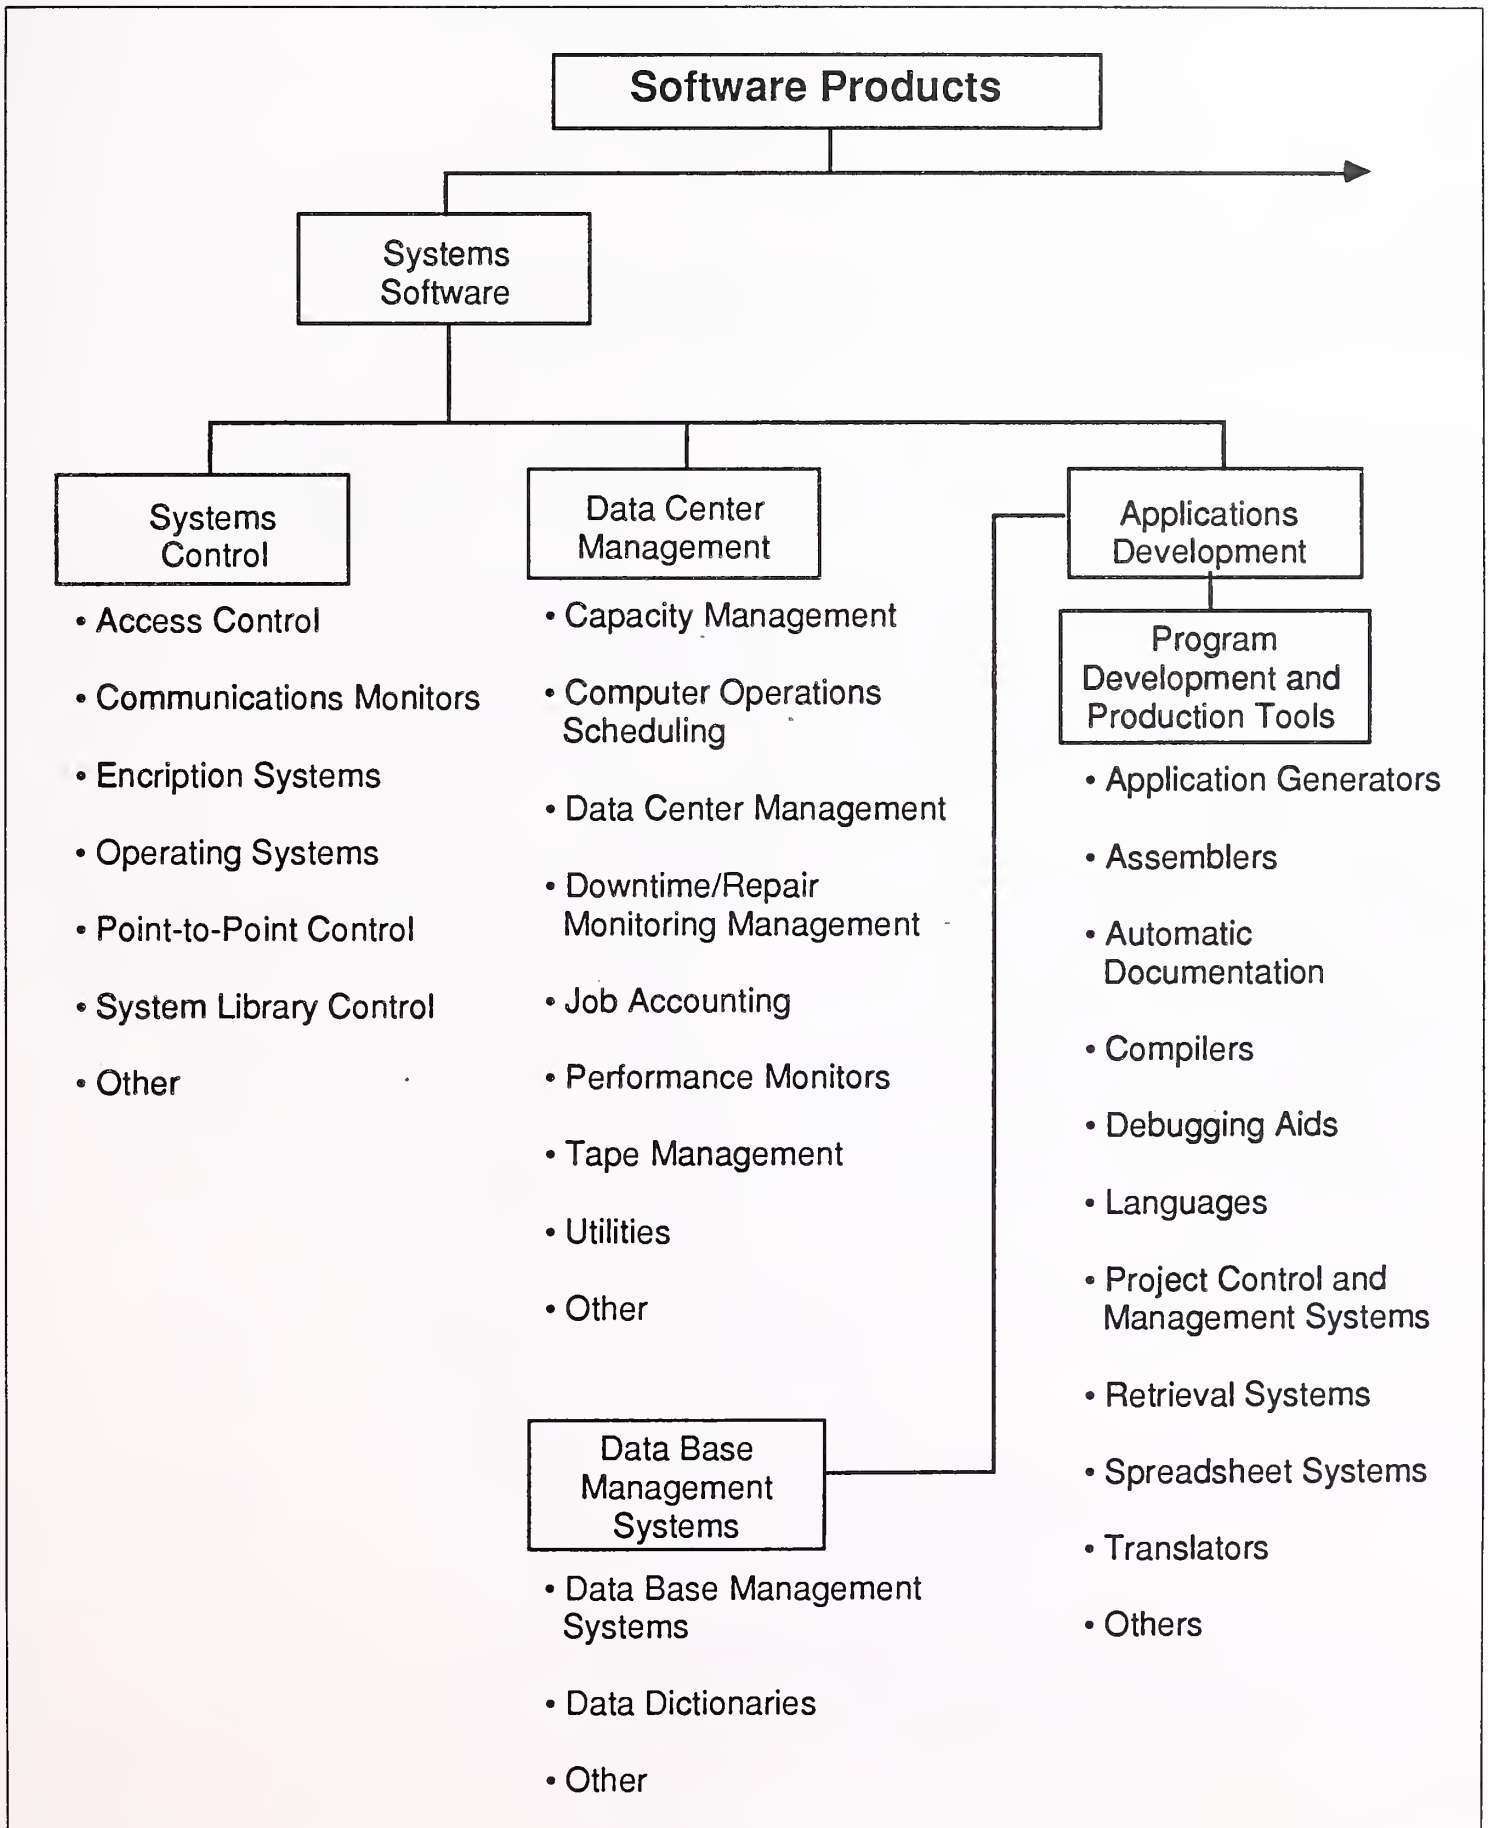 Software Products
Systems
Software
Systems
Control
• Access Control
• Communications Monitors
• Encription Systems
• Operating Systems
• Point-to-Point Control
• System Library Control
• Other
Data Center
Management
• Capacity Management
• Computer Operations
Scheduling
• Data Center Management
• Downtime/Repair
Monitoring Management
• Job Accounting
• Performance Monitors
• Tape Management
• Utilities
• Other
Data Base
Management
Systems
• Data Base Management
Systems
• Data Dictionaries
• Other
Applications
Development
Program
Development and
Production Tools
• Application Generators
• Assemblers
• Automatic
Documentation
• Compilers
• Debugging Aids
• Languages
• Project Control and
Management Systems
• Retrieval Systems
• Spreadsheet Systems
• Translators
• Others